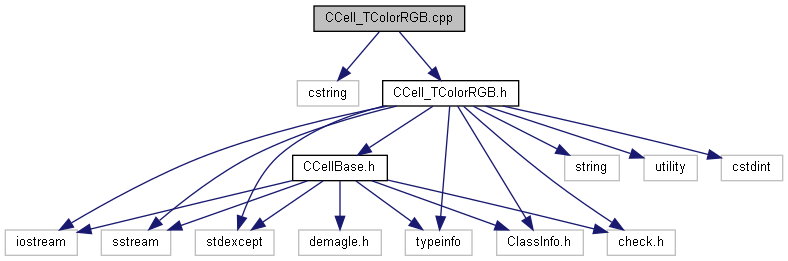 CCell_TColorRGB.cpp
cstring
CCell_TColorRGB.h
CCellBase.h
string
utility
cstdint
iostream
sstream
stdexcept
demagle.h
typeinfo
ClassInfo.h
check.h